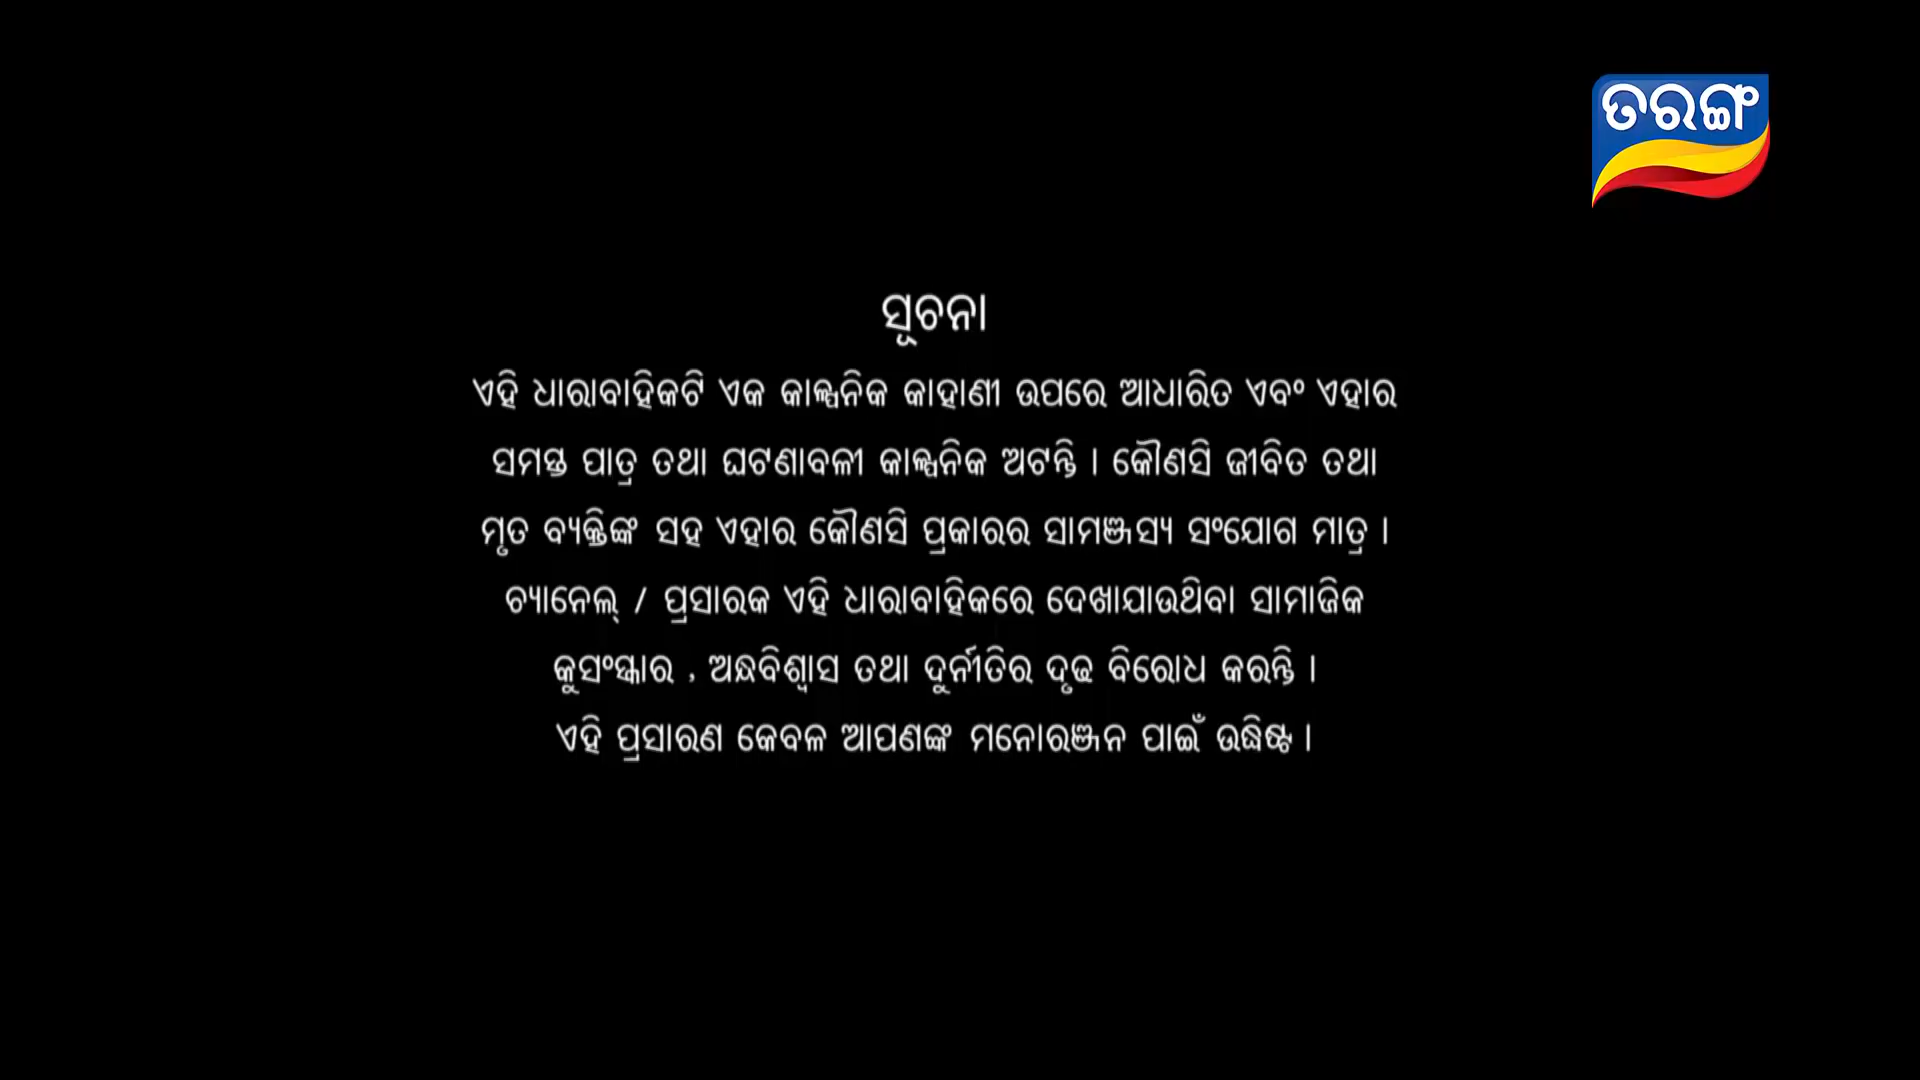 ତରଙ୍ଗ
ସୂଚନା
ଏହି ଧାରାବାହିକଟି ଏକ କାଳ୍ପନିକ କାହାଣୀ ଉପରେ ଆଧାରିତ ଏବଂ ଏହାର
ସମସ୍ତ ପାତ୍ର ତଥା ଘଟଣାବଳୀ କାଳ୍ପନିକ ଅଟନ୍ତି । କୌଣସି ଜୀବିତ ତଥା
ମୃତ ବ୍ୟକ୍ତିଙ୍କ ସହ ଏହାର କୌଣସି ପ୍ରକାରର ସାମଞ୍ଜସ୍ୟ ସଂଯୋଗ ମାତ୍ର ।
ଚ୍ୟାନେଲ୍ / ପ୍ରସାରକ ଏହି ଧାରାବାହିକରେ ଦେଖାଯାଉଥିବା ସାମାଜିକ
କୁସଂସ୍କାର , ଅନ୍ଧବିଶ୍ୱାସ ତଥା ଦୁର୍ନୀତିର ଦୃଢ ବିରୋଧ କରନ୍ତି ।
ଏହି ପ୍ରସାରଣ କେବଳ ଆପଣଙ୍କ ମନୋରଞ୍ଜନ ପାଇଁ ଉଦ୍ଧିଷ୍ଟ ।